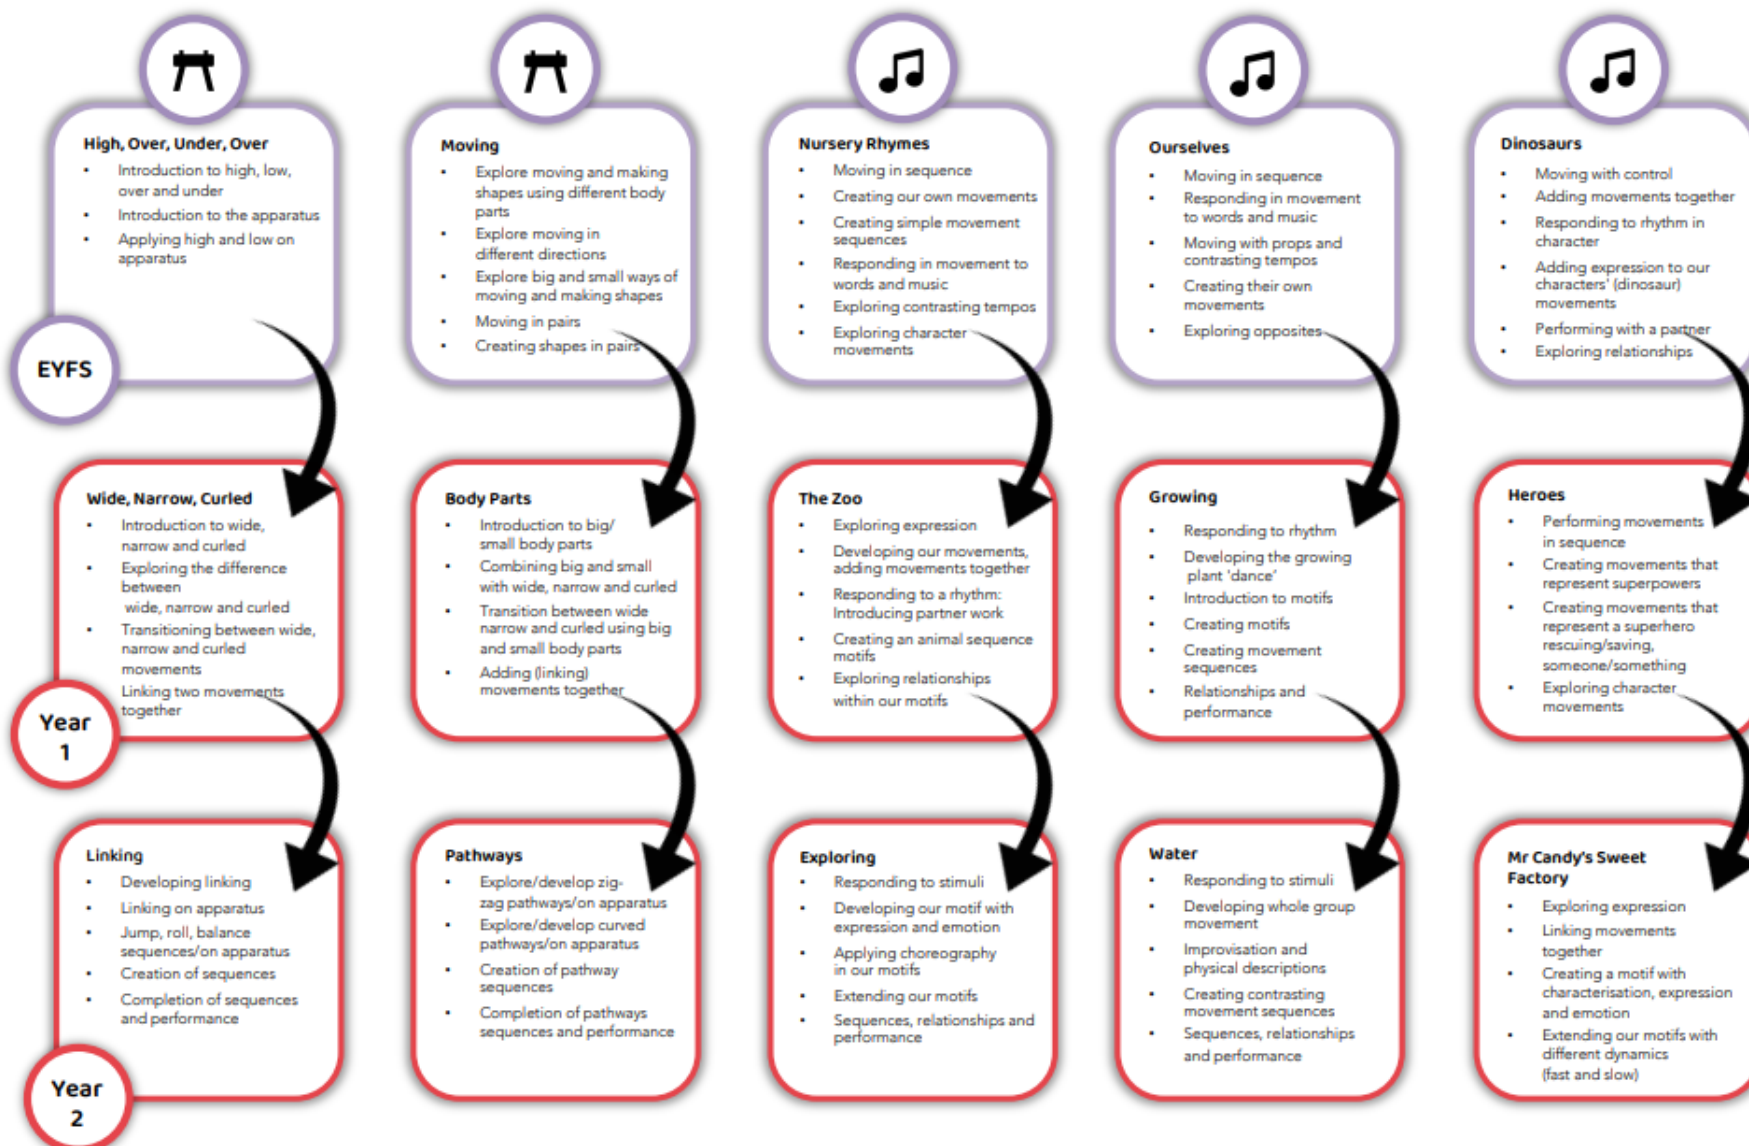 High, Over, Under, Over
▪ Introduction to high, low,
over and under
▪ Introduction to the apparatus
▪ Applying high and low on
apparatus
EYFS
Moving
▪ Explore moving and making
shapes using different body
parts
▪ Explore moving in
different directions
▪ Explore big and small ways of
moving and making shapes
▪ Moving in pairs
▪ Creating shapes in pairs
Nursery Rhymes
▪ Moving in sequence
▪ Creating our own movements
▪ Creating simple movement
sequences
▪ Responding in movement to
words and music
▪ Exploring contrasting tempos
▪ Exploring character
movements
Ourselves
▪ Moving in sequence
▪ Responding in movement
to words and music
▪ Moving with props and
contrasting tempos
▪ Creating their own
movements
▪ Exploring opposites
Dinosaurs
▪ Moving with control
▪ Adding movements together
▪ Responding to rhythm in
character
▪ Adding expression to our
characters' (dinosaur)
movements
▪ Performing with a partner
▪ Exploring relationships
Wide, Narrow, Curled
▪ Introduction to wide,
narrow and curled
▪ Exploring the difference
between
wide, narrow and curled
▪ Transitioning between wide,
narrow and curled
movements
Linking two movements
together
Year
1
Body Parts
▪ Introduction to big/
small body parts
▪ Combining big and small
with wide, narrow and curled
▪ Transition between wide
narrow and curled using big
and small body parts
▪ Adding (linking)
movements together
The Zoo
▪ Exploring expression
▪ Developing our movements,
adding movements together
▪ Responding to a rhythm:
Introducing partner work
▪ Creating an animal sequence
motifs
▪ Exploring relationships
within our motifs
Growing
▪ Responding to rhythm
▪ Developing the growing
plant 'dance'
▪ Introduction to motifs
▪ Creating motifs
▪ Creating movement
sequences
▪ Relationships and
performance
Heroes
▪ Performing movements
in sequence
▪ Creating movements that
represent superpowers
▪ Creating movements that
represent a superhero
rescuing/saving,
someone/something
▪ Exploring character
movements
Linking
▪ Developing linking
▪ Linking on apparatus
▪ Jump, roll, balance
sequences/on apparatus
▪ Creation of sequences
▪ Completion of sequences
and performance
Year
2
Pathways
▪ Explore/develop zig-
zag pathways/on apparatus
▪ Explore/develop curved
pathways/on apparatus
▪ Creation of pathway
sequences
▪ Completion of pathways
sequences and performance
Exploring
▪ Responding to stimuli
▪ Developing our motif with
expression and emotion
▪ Applying choreography
in our motifs
▪ Extending our motifs
▪ Sequences, relationships and
performance
Water
▪ Responding to stimuli
▪ Developing whole group
movement
▪ Improvisation and
physical descriptions
▪ Creating contrasting
movement sequences
▪ Sequences, relationships
and performance
Mr Candy's Sweet
Factory
▪ Exploring expression
▪ Linking movements
together
▪ Creating a motif with
characterisation, expression
and emotion
▪ Extending our motifs with
different dynamics
(fast and slow)